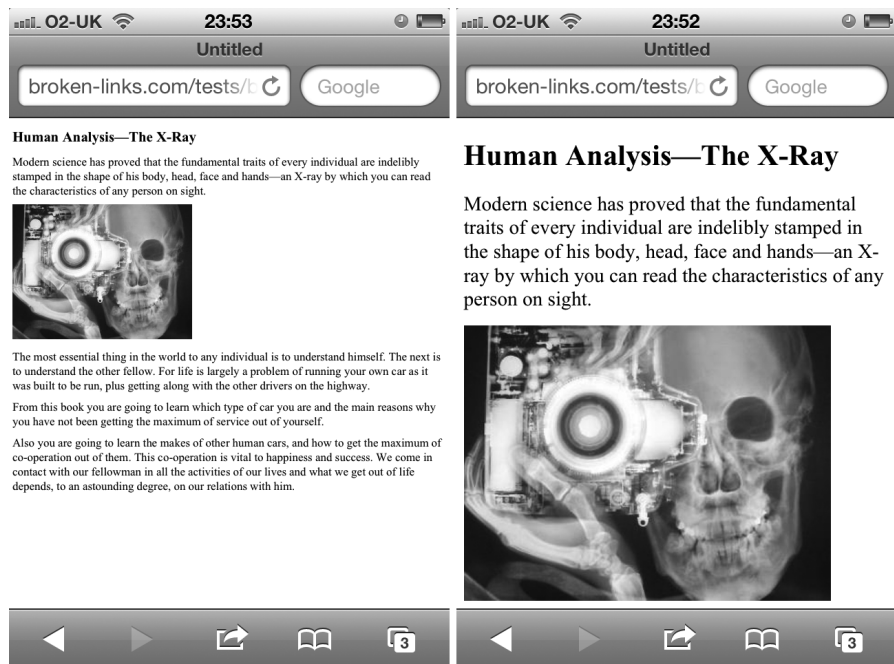 O2-UK 23:53
Untitled
broken-links.com/tests/b Google
Human Analysis—The X-Ray
Modern science has proved that the fundamental traits of every individual are indelibly
stamped in the shape of his body, head, face and hands—an X-ray by which you can read
the characteristics of any person on sight.
The most essential thing in the world to any individual is to understand himself. The next is
to understand the other fellow. For life is largely a problem of running your own car as it
was built to be run, plus getting along with the other drivers on the highway.
From this book you are going to learn which type of car you are and the main reasons why
you have not been getting the maximum of service out of yourself.
Also you are going to learn the makes of other human cars, and how to get the maximum of
co-operation out of them. This co-operation is vital to happiness and success. We come in
contact with our fellowman in all the activities of our lives and what we get out of life
depends, to an astounding degree, on our relations with him.
3
O2-UK 23:52
Untitled
broken-links.com/tests/b Google
Human Analysis—The X-Ray
Modern science has proved that the fundamental
traits of every individual are indelibly stamped in
the shape of his body, head, face and hands—an X-
ray by which you can read the characteristics of any
person on sight.
3